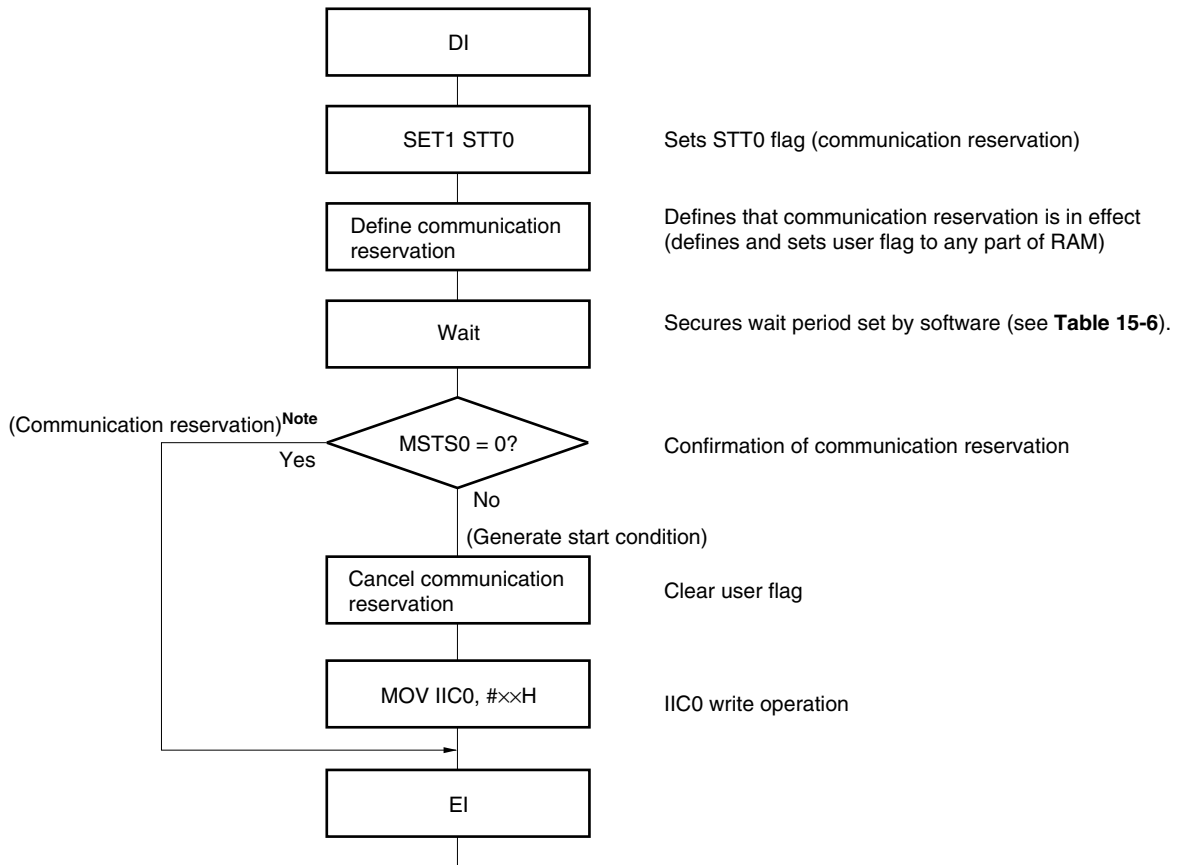 DI
SET1 STT0
Sets STT0 flag (communication reservation)
Define communication
reservation
Defines that communication reservation is in effect
(defines and sets user flag to any part of RAM)
Wait
Secures wait period set by software (see Table 15-6).
(Communication reservation)Note
Yes
MSTS0 = 0?
Confirmation of communication reservation
No
(Generate start condition)
Cancel communication
reservation
Clear user flag
MOV IIC0, #××H
IIC0 write operation
EI